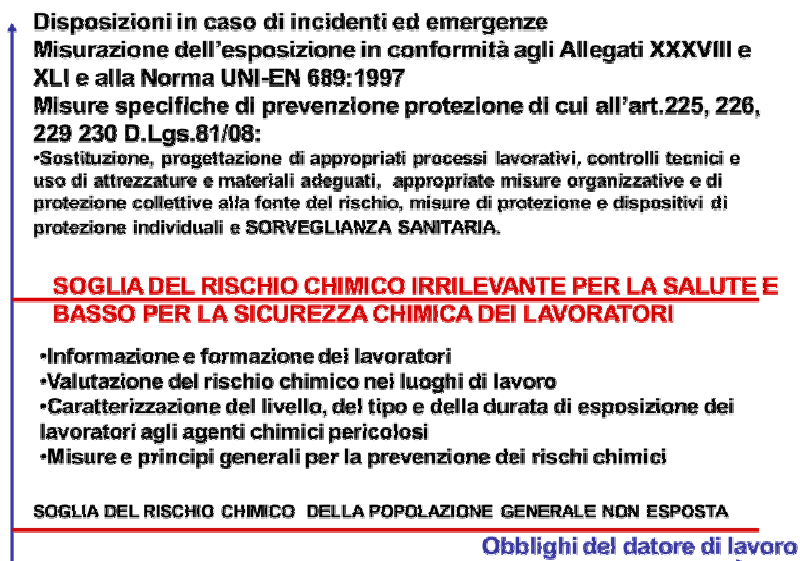 Disposizioni in caso di incidenti ed emergenze
Misurazione dell'esposizione in conformità agli Allegati XXXVIII e
XLI e alla Norma UNI-EN 689:1997
Misure specifiche di prevenzione protezione di cui all'art.225, 226,
229 230 D.Lgs.81/08:
•Sostituzione, progettazione di appropriati processi lavorativi, controlli tecnici e
uso di attrezzature e materiali adeguati, appropriate misure organizzative e di
protezione collettive alla fonte del rischio, misure di protezione e dispositivi di
protezione individuali e SORVEGLIANZA SANITARIA.
SOGLIA DEL RISCHIO CHIMICO IRRILEVANTE PER LA SALUTE E
BASSO PER LA SICUREZZA CHIMICA DEI LAVORATORI
•Informazione e formazione dei lavoratori
•Valutazione del rischio chimico nei luoghi di lavoro
•Caratterizzazione del livello, del tipo e della durata di esposizione dei
lavoratori agli agenti chimici pericolosi
•Misure e principi generali per la prevenzione dei rischi chimici
SOGLIA DEL RISCHIO CHIMICO DELLA POPOLAZIONE GENERALE NON ESPOSTA
Obblighi del datore di lavoro